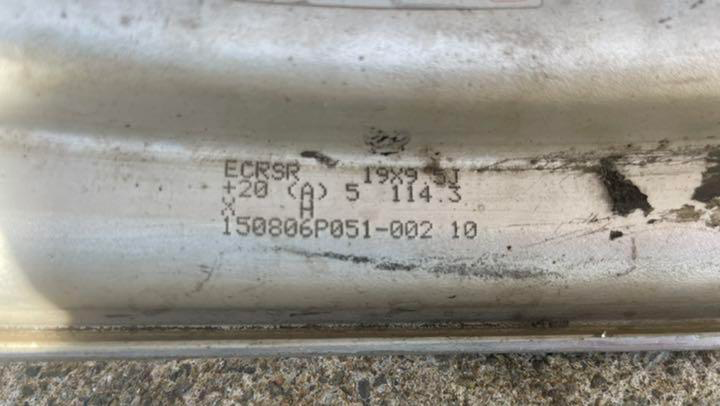 ECRSR 19X9.5J
+20 (A) 5 114.3
X H
150806P051-002 10